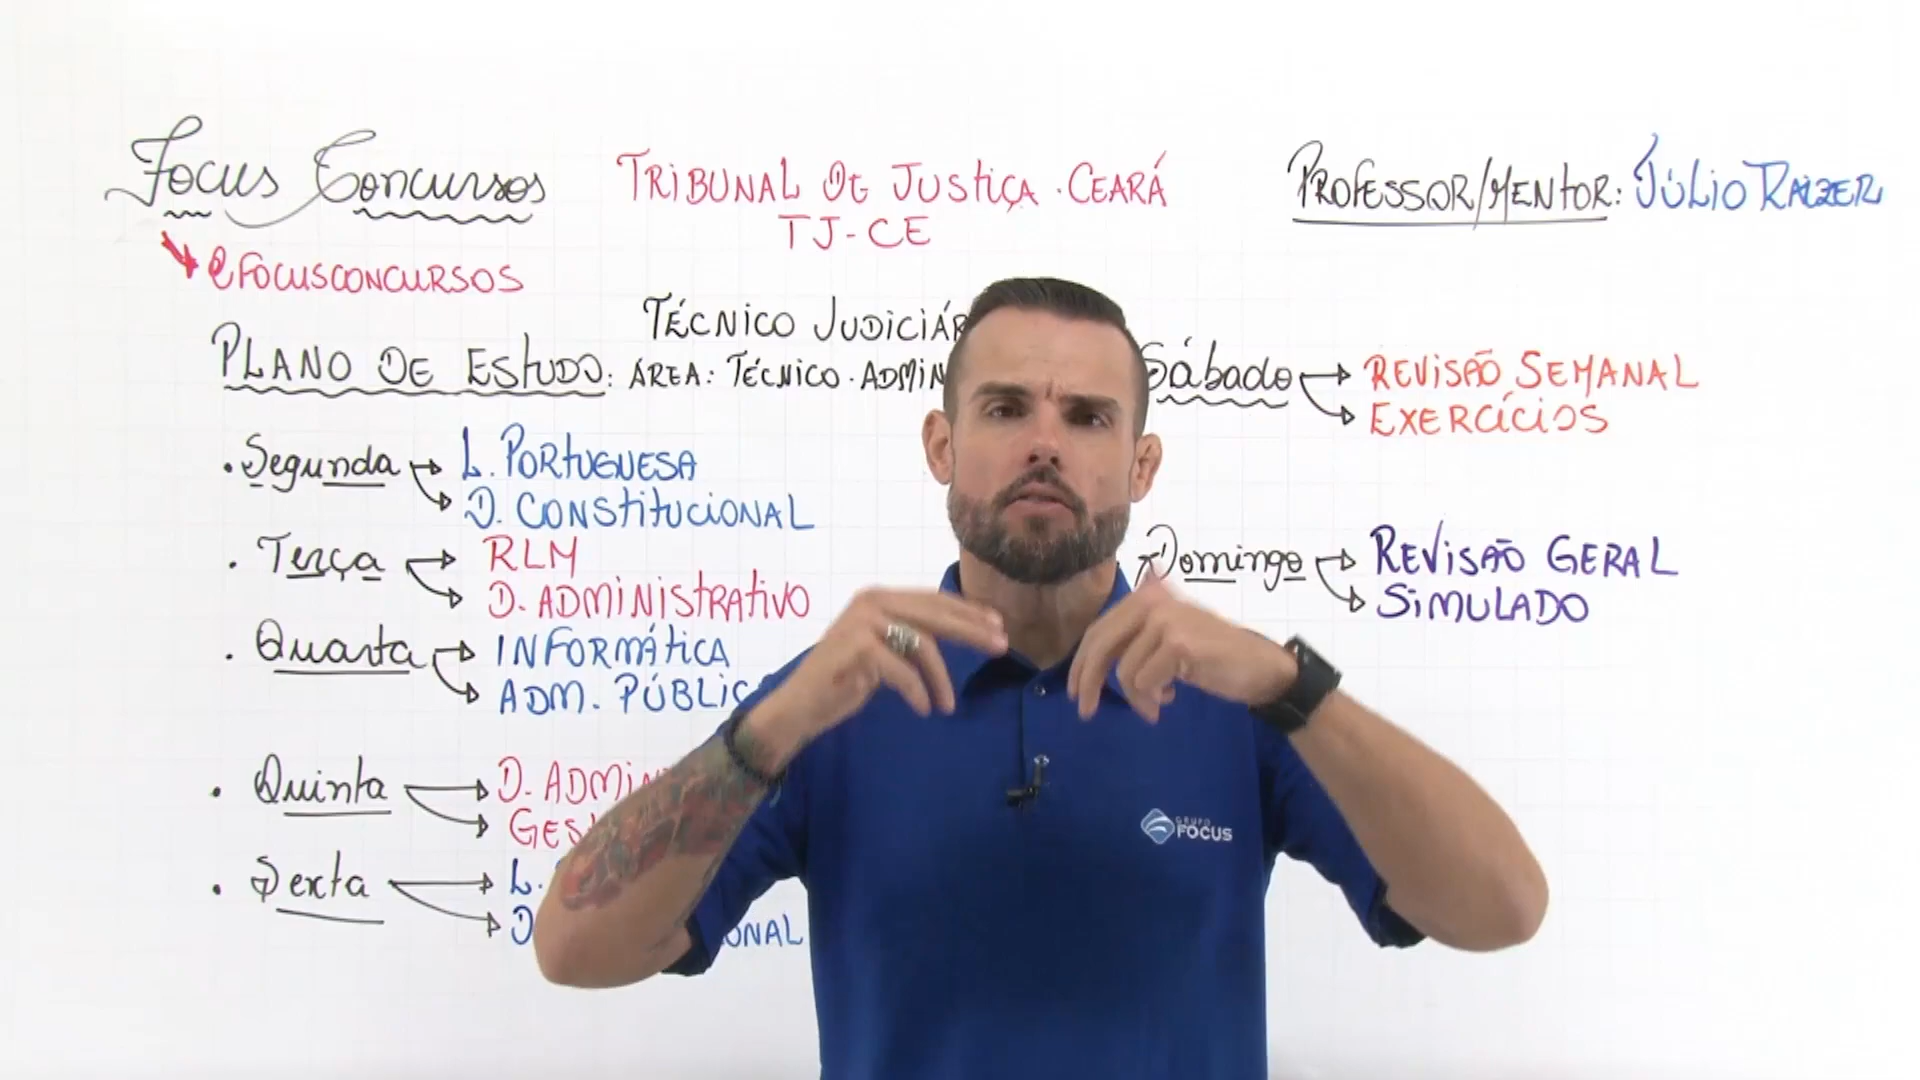 Focus Concursos
@FOCUSCONCURSOS
TRIBUNAL DE JUSTIÇA . CEARÁ
TJ-CE
PROFESSOR/MENTOR: JÚLIO RAIZER
TÉCNICO JUDICIÁR
PLANO DE ESTUDO: ÁREA: TÉCNICO . ADMIN
. Segunda → L. PORTUGUESA
D. CONSTITUCIONAL
. Terça → RLM
D. ADMINISTRATIVO
. Quarta → INFORMÁTICA
ADM. PÚBLIC
. Quinta → D. ADMIN
GES
. Sexta → L.
D ONAL
Sábado → REVISÃO SEMANAL
EXERCÍCIOS
Domingo → REVISÃO GERAL
SIMULADO
GRUPO
FOCUS